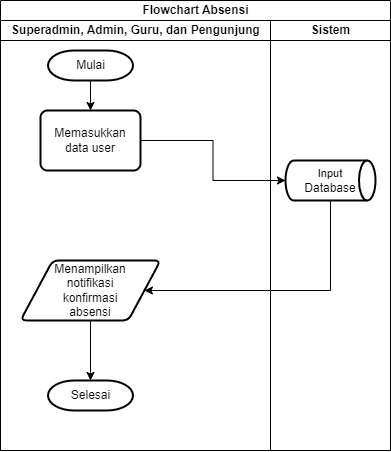 Flowchart Absensi
Superadmin, Admin, Guru, dan Pengunjung
Sistem
Mulai
Memasukkan
data user
Input
Database
Menampilkan
notifikasi
konfirmasi
absensi
Selesai